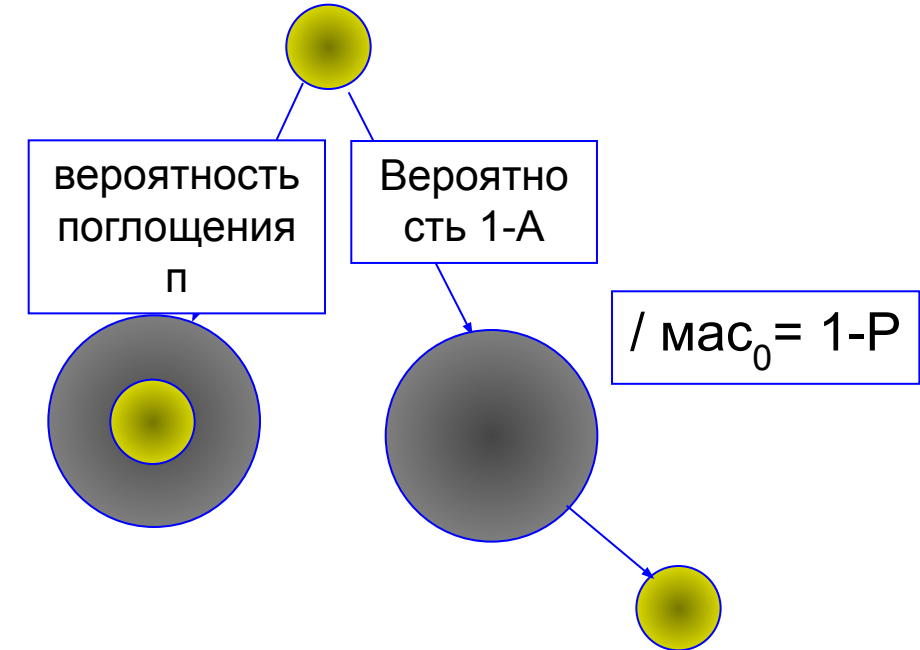 вероятность
поглощения
п
Вероятно
сть 1-А
/ мас₀= 1-Р